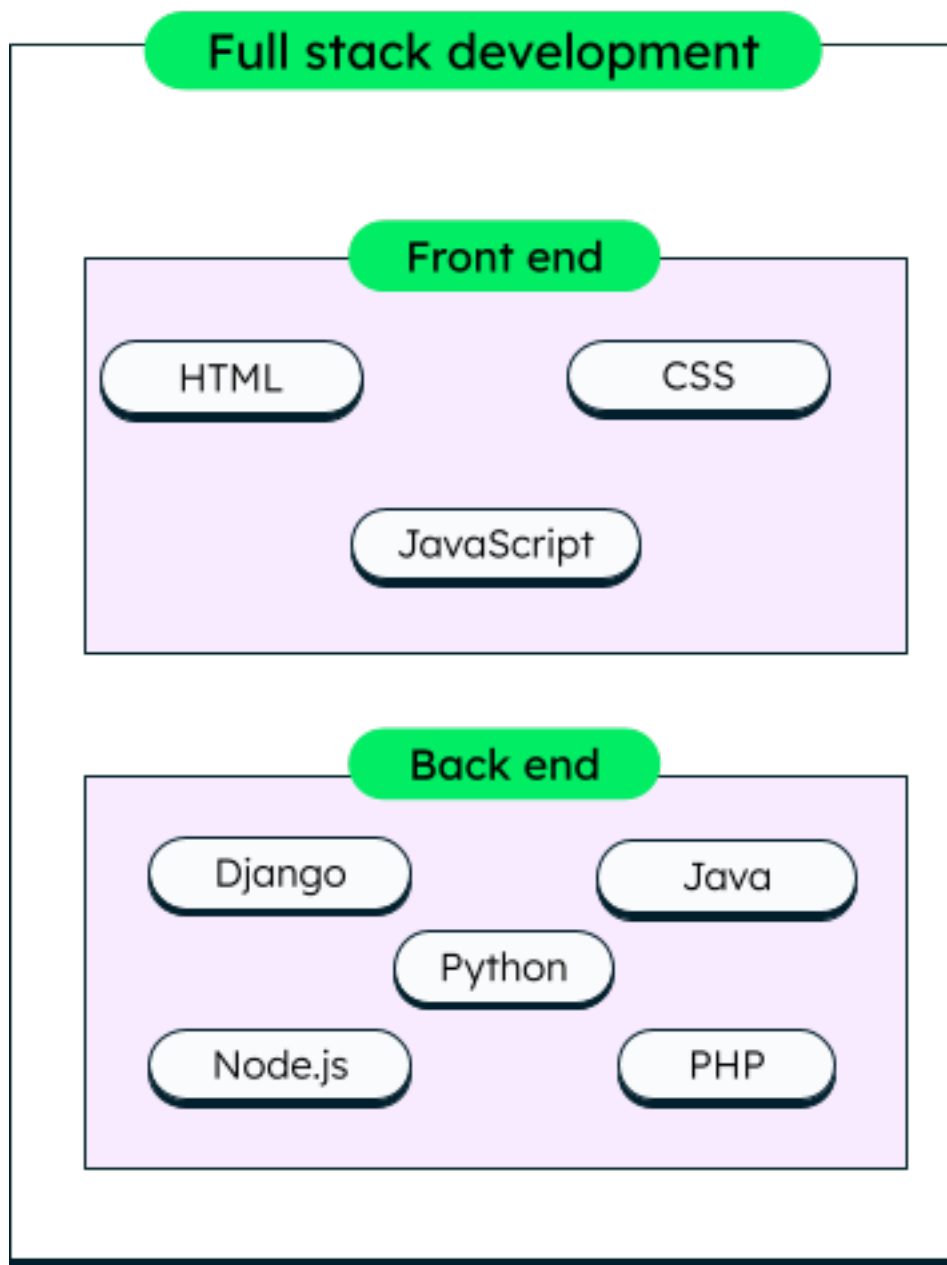 Full stack development
Front end
HTML
CSS
JavaScript
Back end
Django
Java
Python
Node.js
PHP